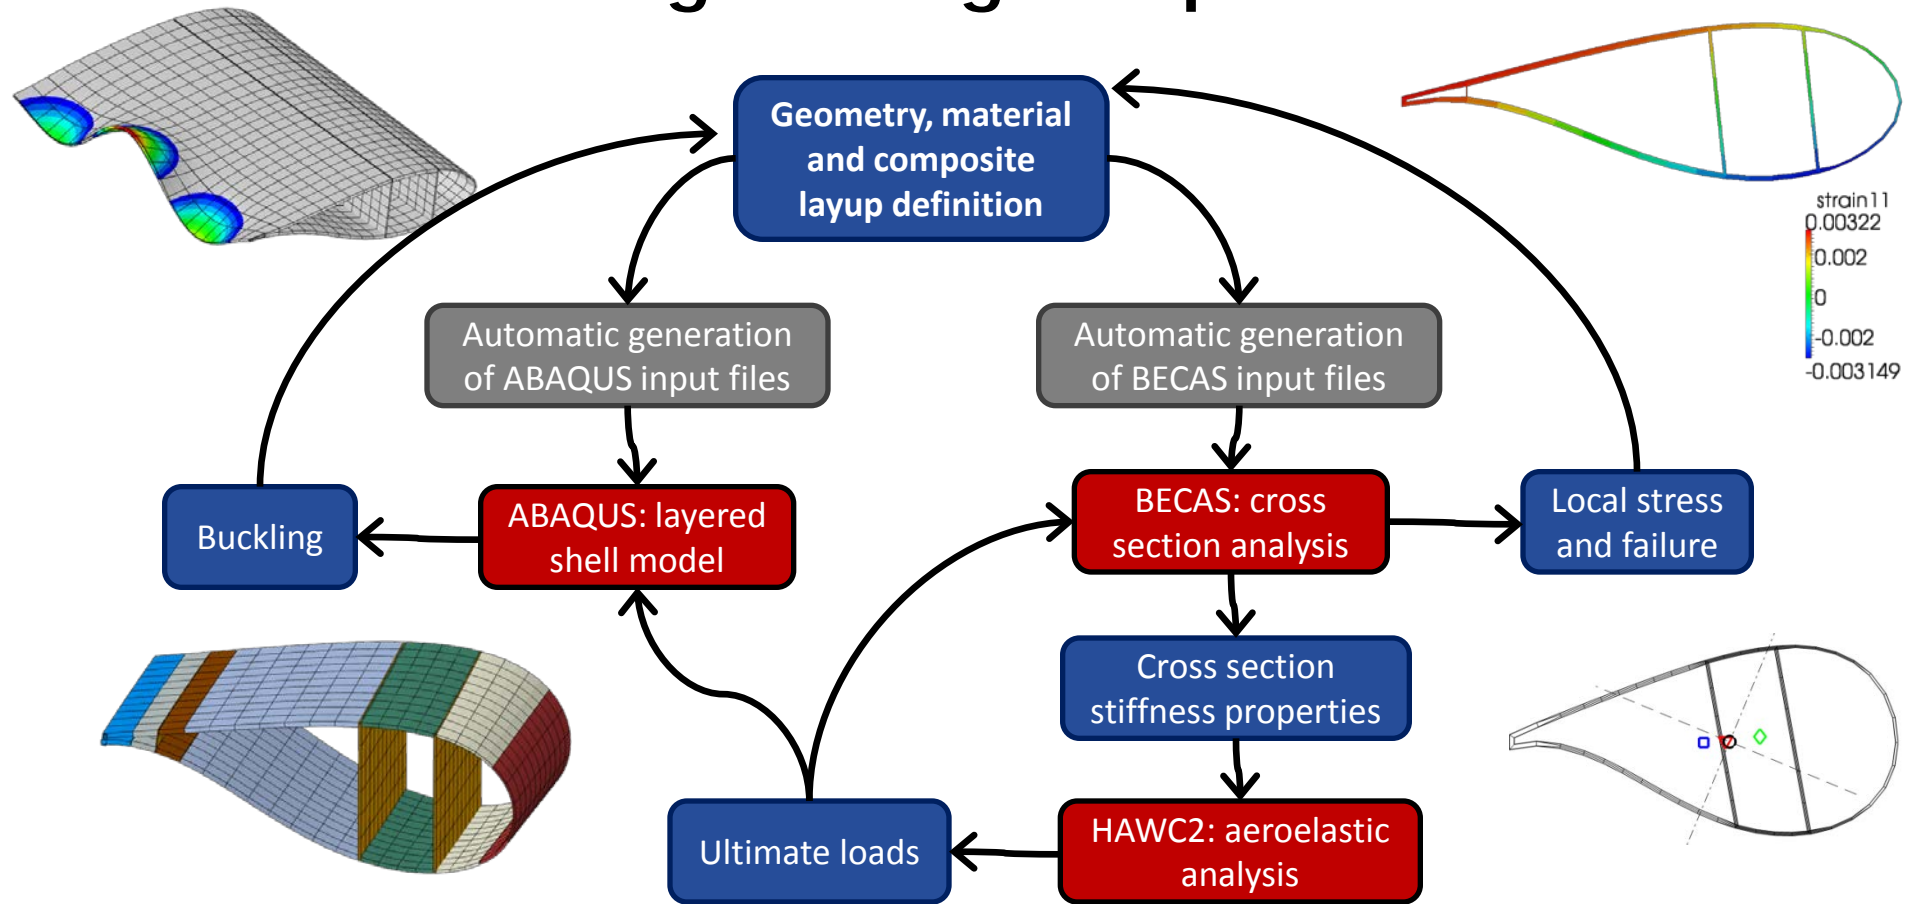 Geometry, material
and composite
layup definition
strain11
0.00322
0.002
0
-0.002
-0.003149
Automatic generation
of ABAQUS input files
Automatic generation
of BECAS input files
Buckling
ABAQUS: layered
shell model
BECAS: cross
section analysis
Local stress
and failure
Cross section
stiffness properties
Ultimate loads
HAWC2: aeroelastic
analysis